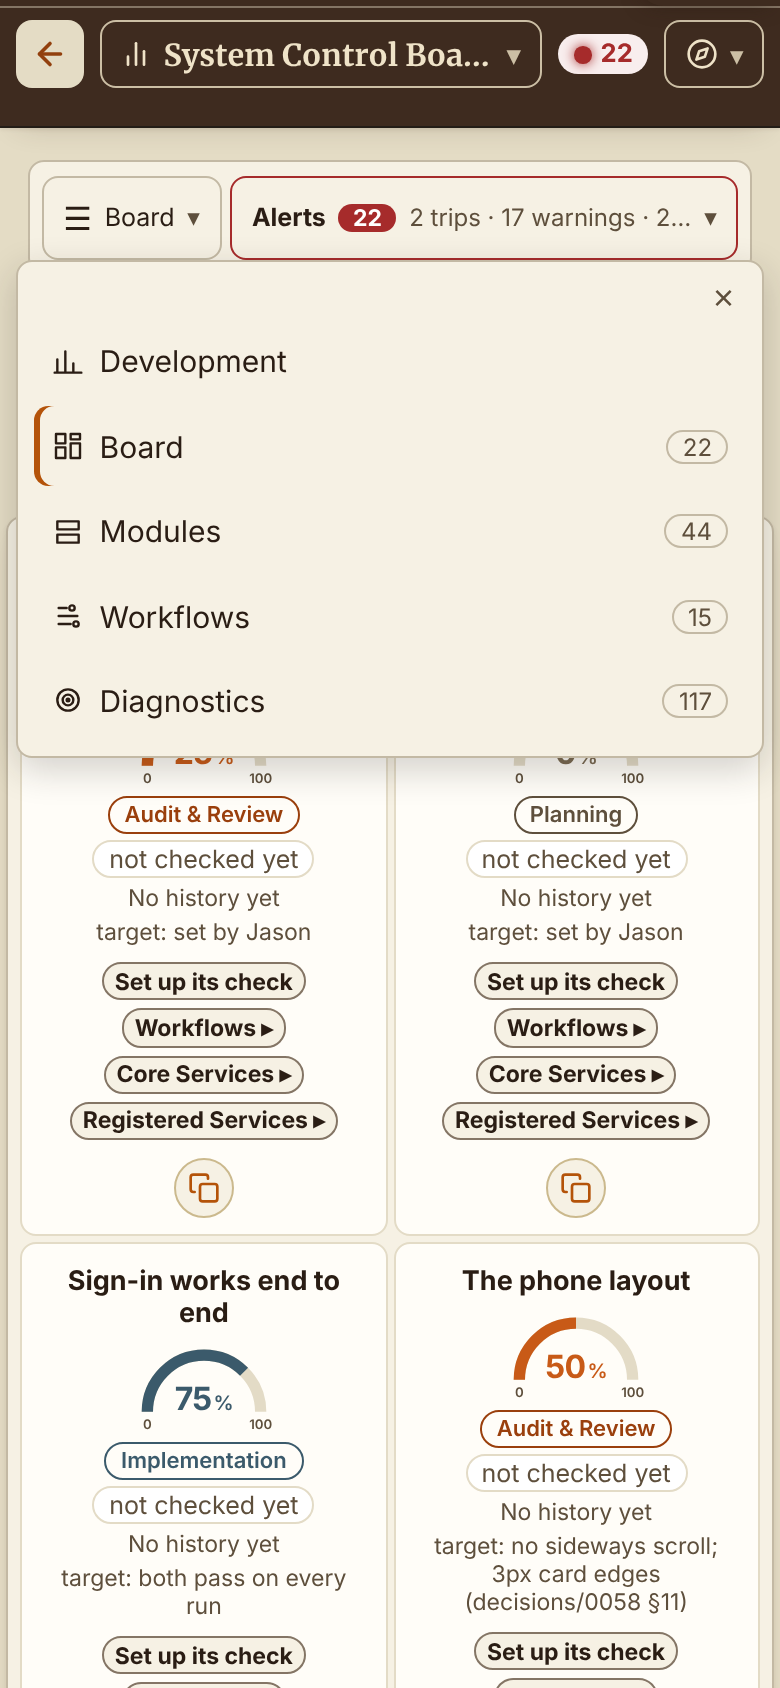 System Control Boa...
22
Board
Alerts 22 2 trips · 17 warnings · 2...
Development
Board 22
Modules 44
Workflows 15
Diagnostics 117
0 100
Audit & Review
not checked yet
No history yet
target: set by Jason
Set up its check
Workflows ▸
Core Services ▸
Registered Services ▸
0 100
Planning
not checked yet
No history yet
target: set by Jason
Set up its check
Workflows ▸
Core Services ▸
Registered Services ▸
Sign-in works end to
end
75%
0 100
Implementation
not checked yet
No history yet
target: both pass on every
run
Set up its check
The phone layout
50%
0 100
Audit & Review
not checked yet
No history yet
target: no sideways scroll;
3px card edges
(decisions/0058 §11)
Set up its check